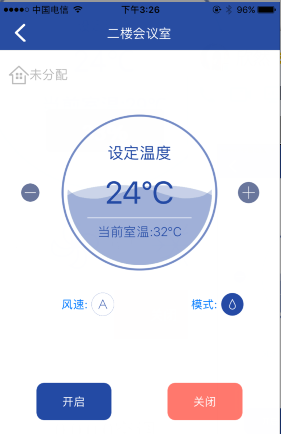 中国电信 下午3:26 96%
二楼会议室
未分配
设定温度
24℃
当前室温:32℃
风速: A 模式:
开启 关闭